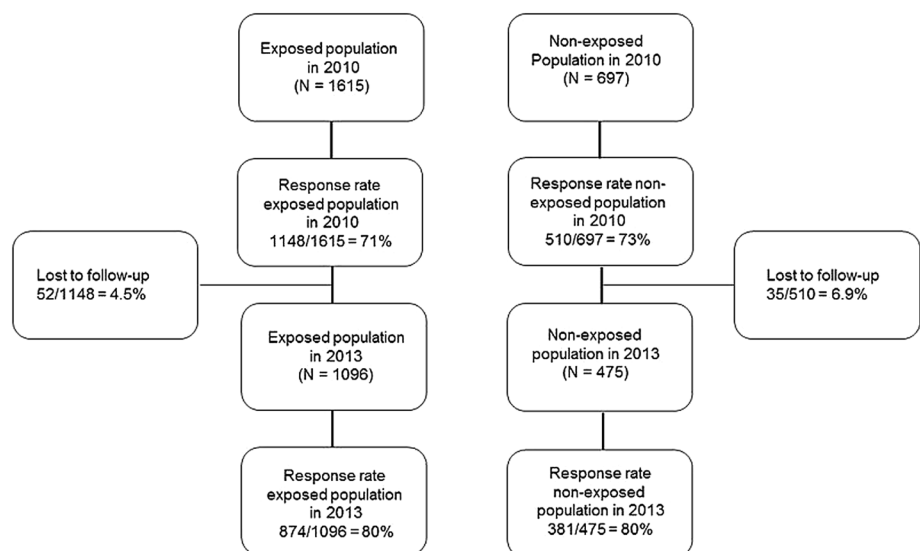 Exposed population
in 2010
(N = 1615)
Non-exposed
Population in 2010
(N = 697)
Response rate
exposed population
in 2010
1148/1615 = 71%
Response rate non-
exposed population
in 2010
510/697 = 73%
Lost to follow-up
52/1148 = 4.5%
Lost to follow-up
35/510 = 6.9%
Exposed population
in 2013
(N = 1096)
Non-exposed
population in 2013
(N = 475)
Response rate
exposed population
in 2013
874/1096 = 80%
Response rate
non-exposed
population in 2013
381/475 = 80%